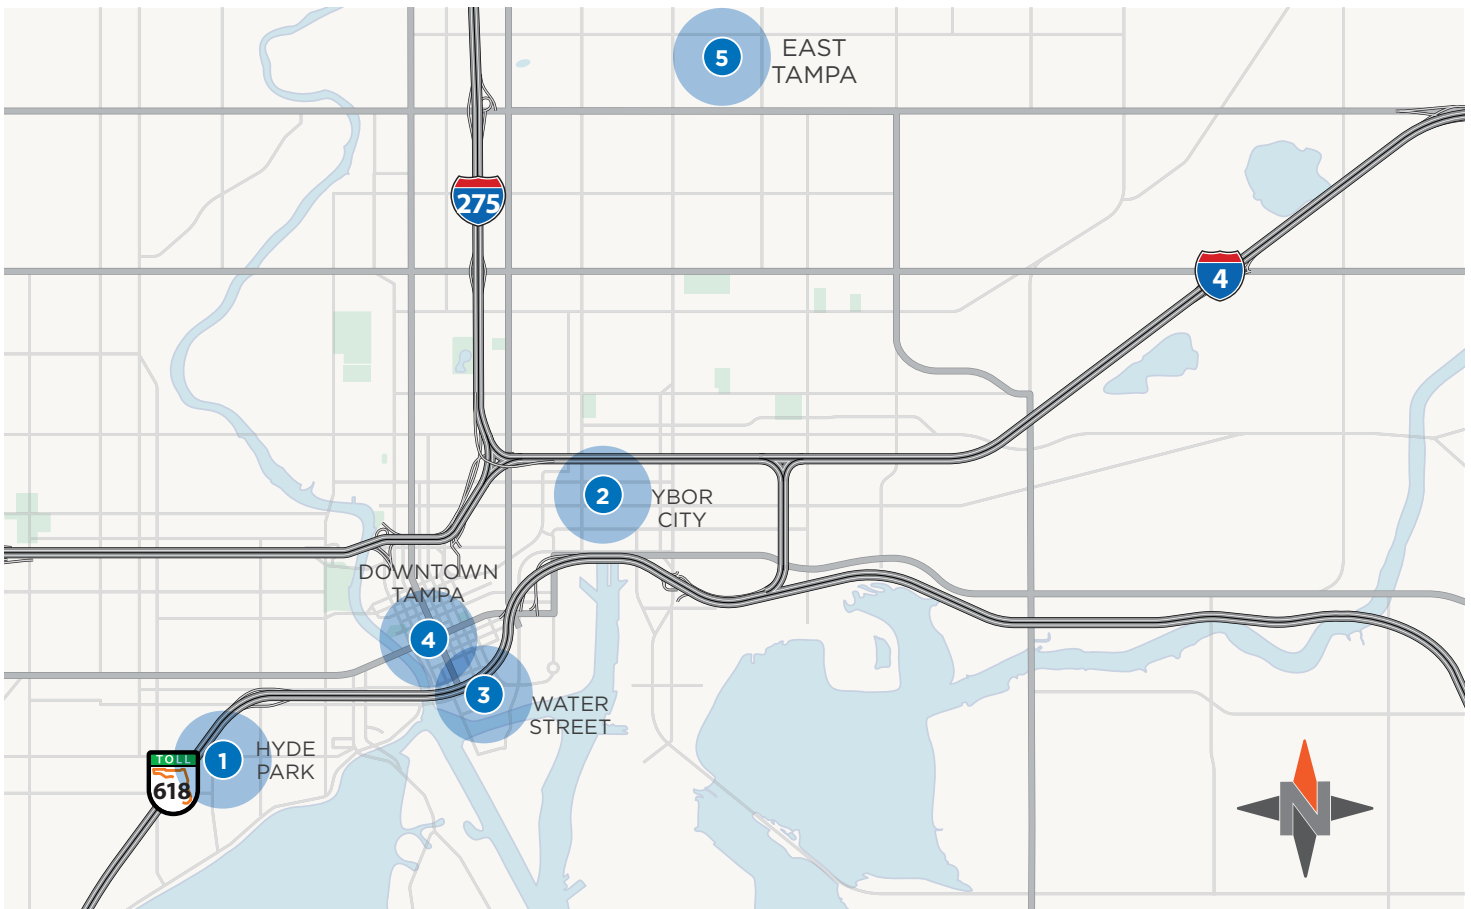 5
EAST
TAMPA
275
4
2
YBOR
CITY
DOWNTOWN
TAMPA
4
3
WATER
STREET
1
HYDE
PARK
TOLL
618
N